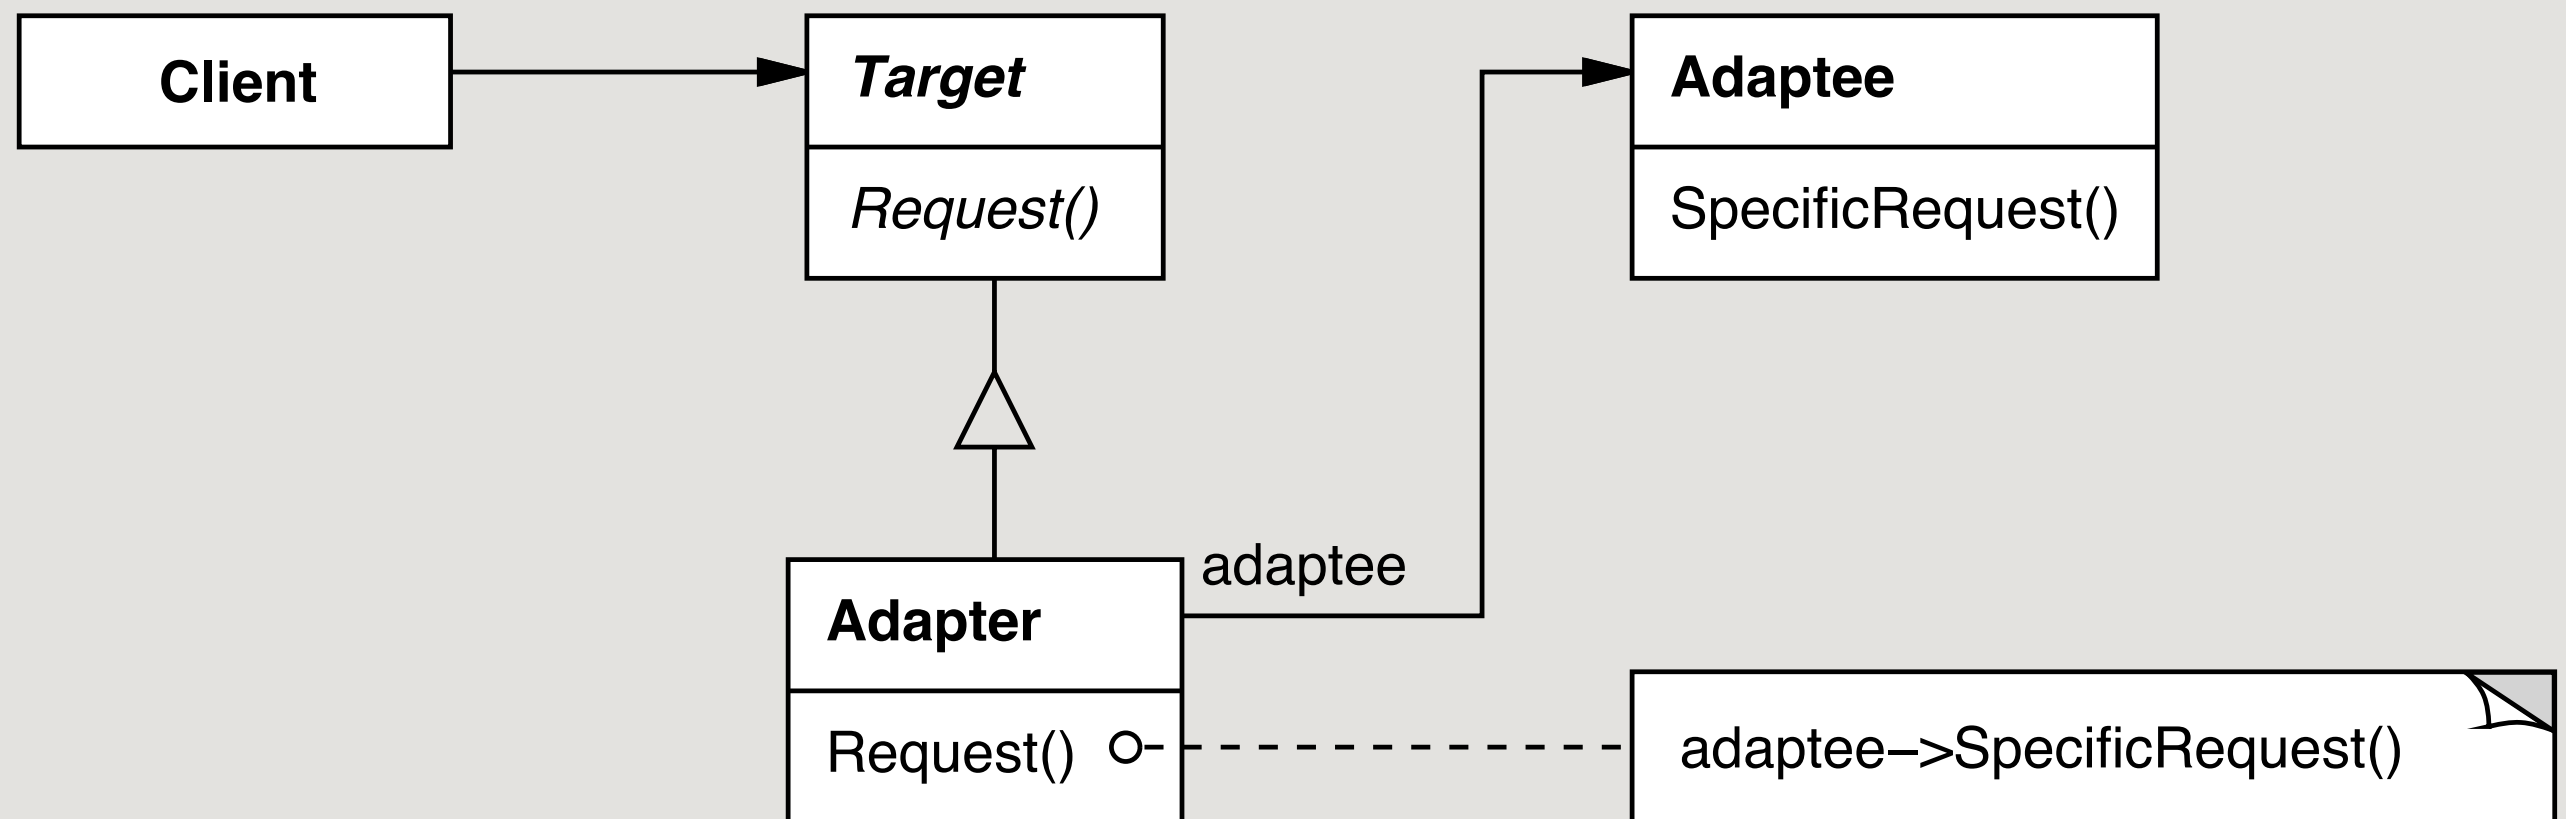 Client
Target
Request()
Adaptee
SpecificRequest()
adaptee
Adapter
Request()
adaptee–>SpecificRequest()